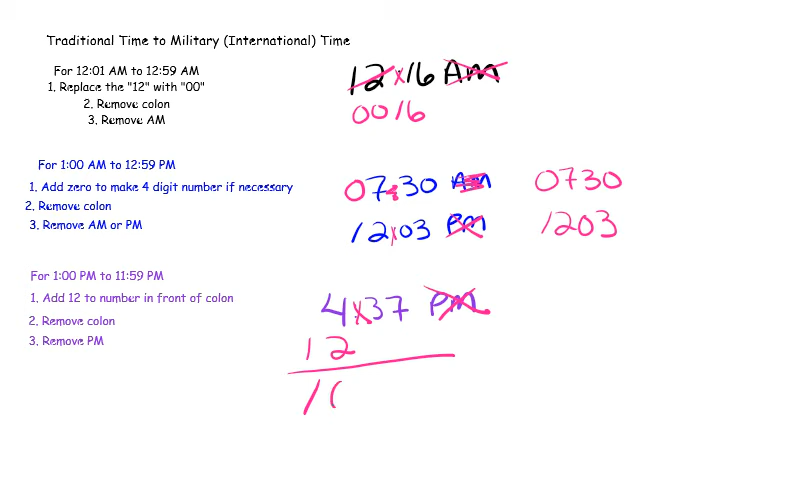 Traditional Time to Military (International) Time
For 12:01 AM to 12:59 AM
1. Replace the "12" with "00"
2. Remove colon
3. Remove AM
12:16 AM
0016
For 1:00 AM to 12:59 PM
1. Add zero to make 4 digit number if necessary
2. Remove colon
3. Remove AM or PM
07:30 AM 0730
12:03 PM 1203
For 1:00 PM to 11:59 PM
1. Add 12 to number in front of colon
2. Remove colon
3. Remove PM
4:37 PM
12
1